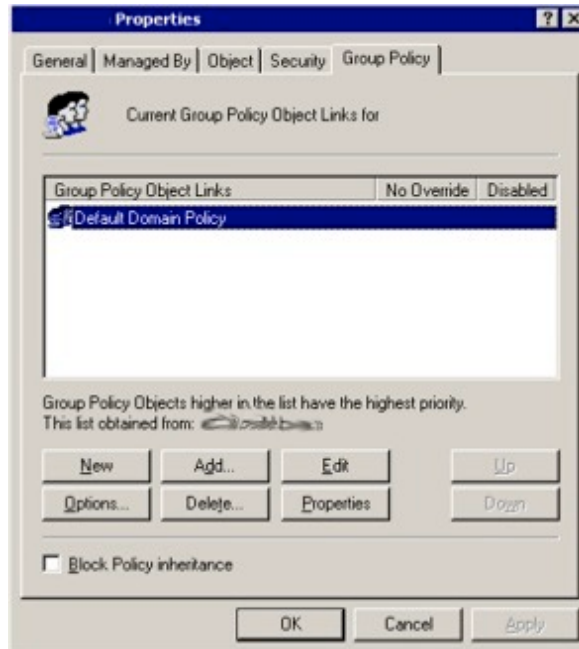 Properties
General Managed By Object Security Group Policy
Current Group Policy Object Links for
Group Policy Object Links No Override Disabled
Default Domain Policy
Group Policy Objects higher in the list have the highest priority.
This list obtained from:
New Add... Edit Up
Options... Delete... Properties Down
Block Policy inheritance
OK Cancel Apply